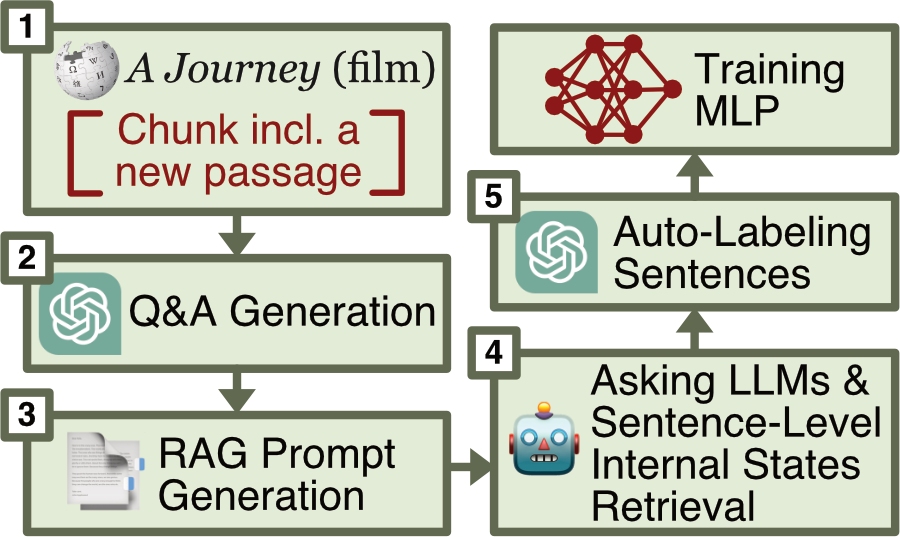 1
A Journey (film)
Chunk incl. a
new passage
2
Q&A Generation
3
RAG Prompt
Generation
4
Asking LLMs &
Sentence-Level
Internal States
Retrieval
5
Auto-Labeling
Sentences
Training
MLP